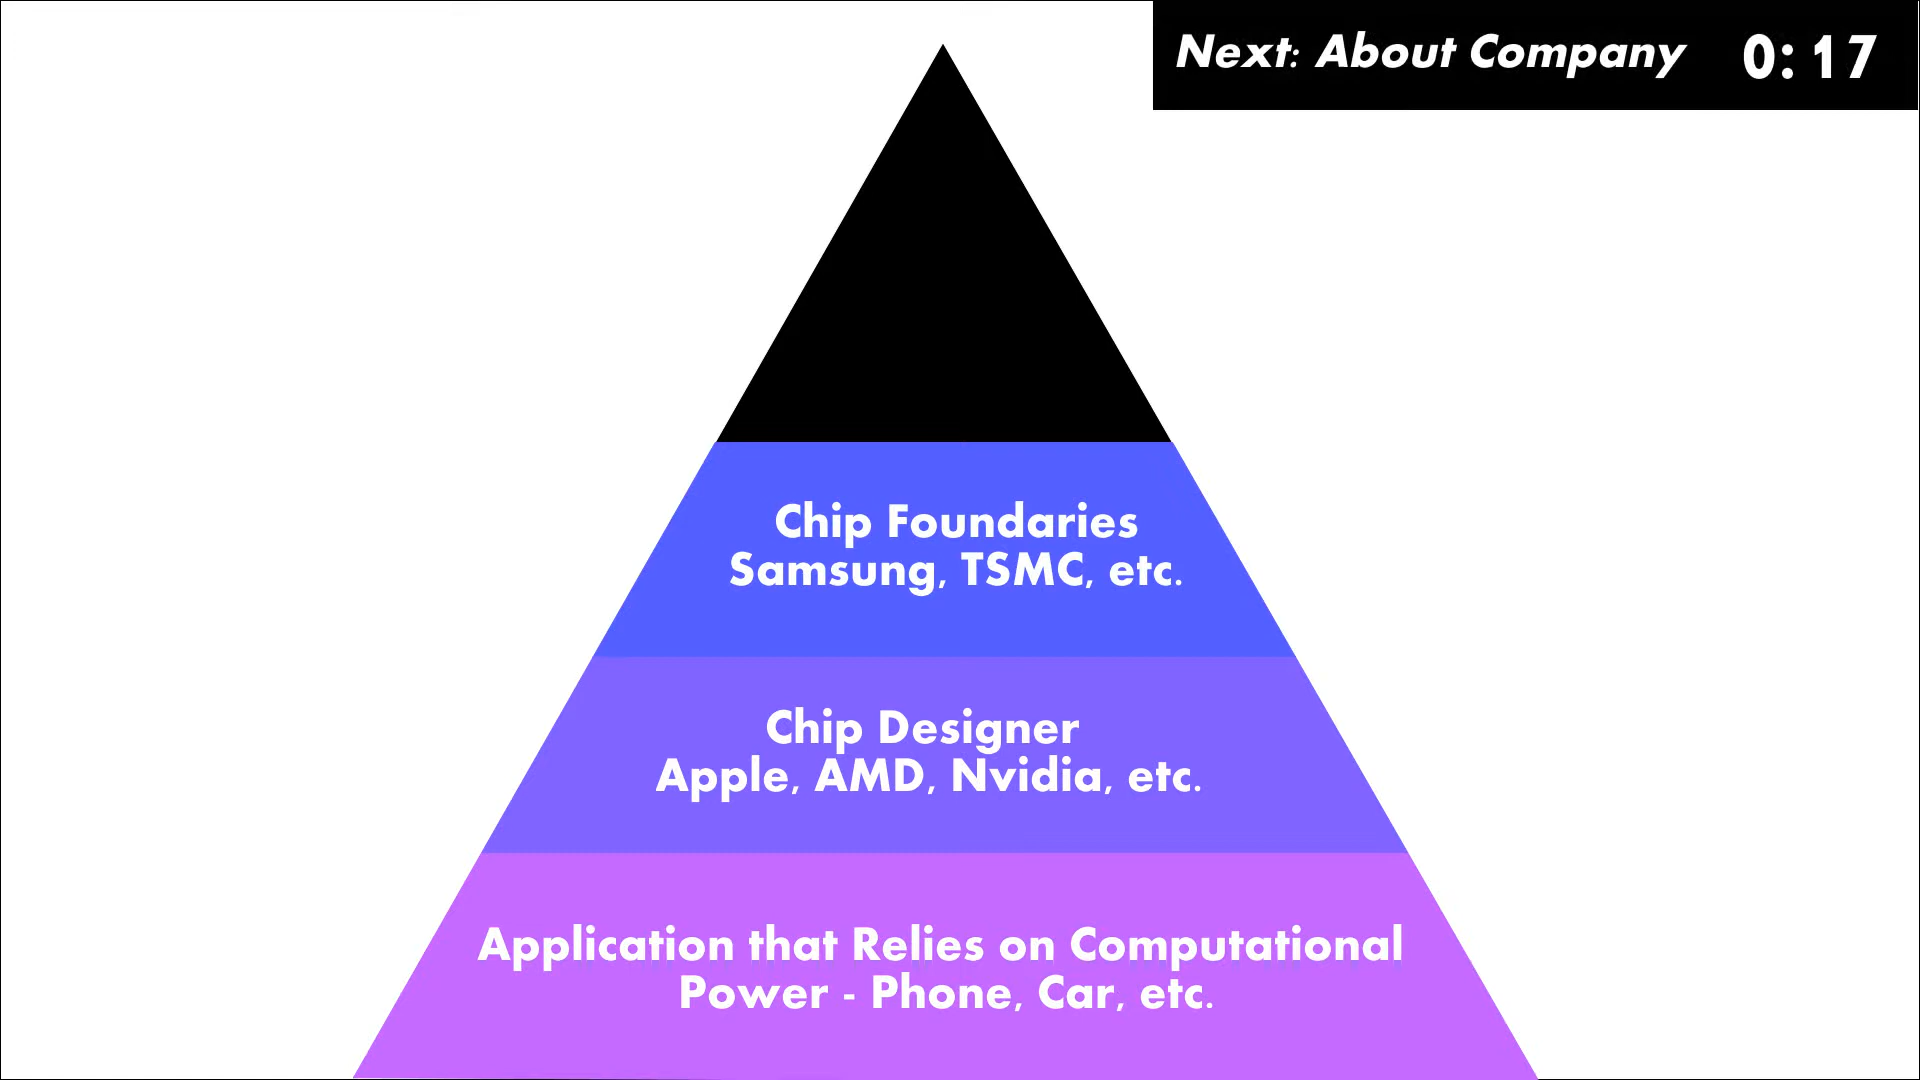 Next: About Company 0:17
Chip Foundaries
Samsung, TSMC, etc.
Chip Designer
Apple, AMD, Nvidia, etc.
Application that Relies on Computational
Power - Phone, Car, etc.